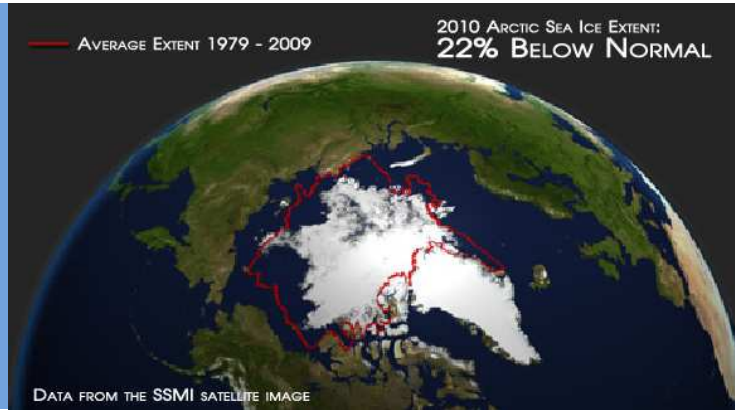 Average Extent 1979 - 2009
2010 Arctic Sea Ice Extent:
22% Below Normal
Data from the SSMI satellite image